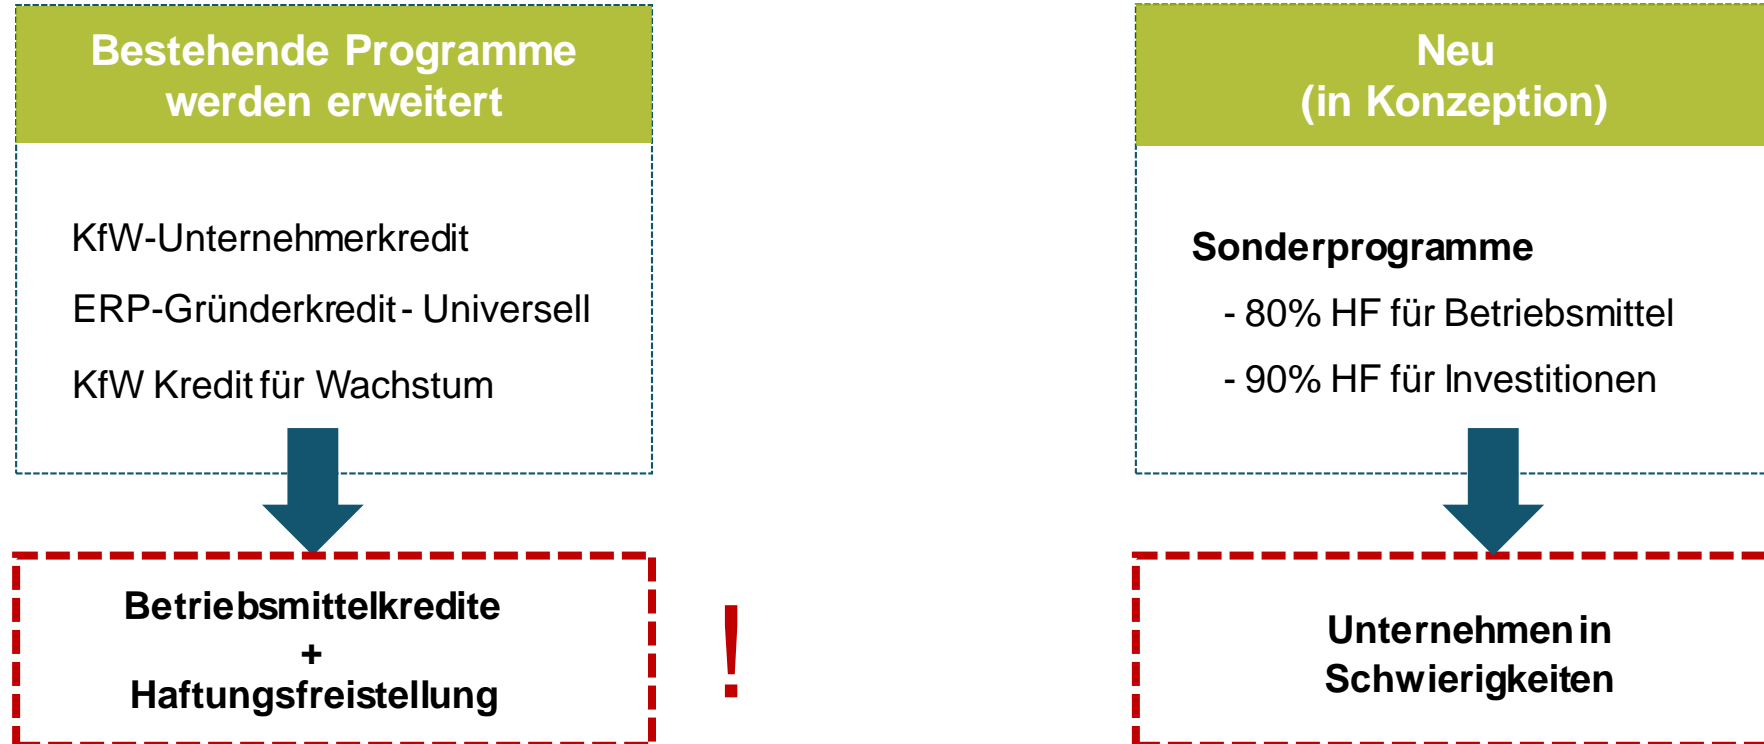 Bestehende Programme
werden erweitert
KfW-Unternehmerkredit
ERP-Gründerkredit - Universell
KfW Kredit für Wachstum
Betriebsmittelkredite
+
Haftungsfreistellung
!
Neu
(in Konzeption)
Sonderprogramme
- 80% HF für Betriebsmittel
- 90% HF für Investitionen
Unternehmen in
Schwierigkeiten